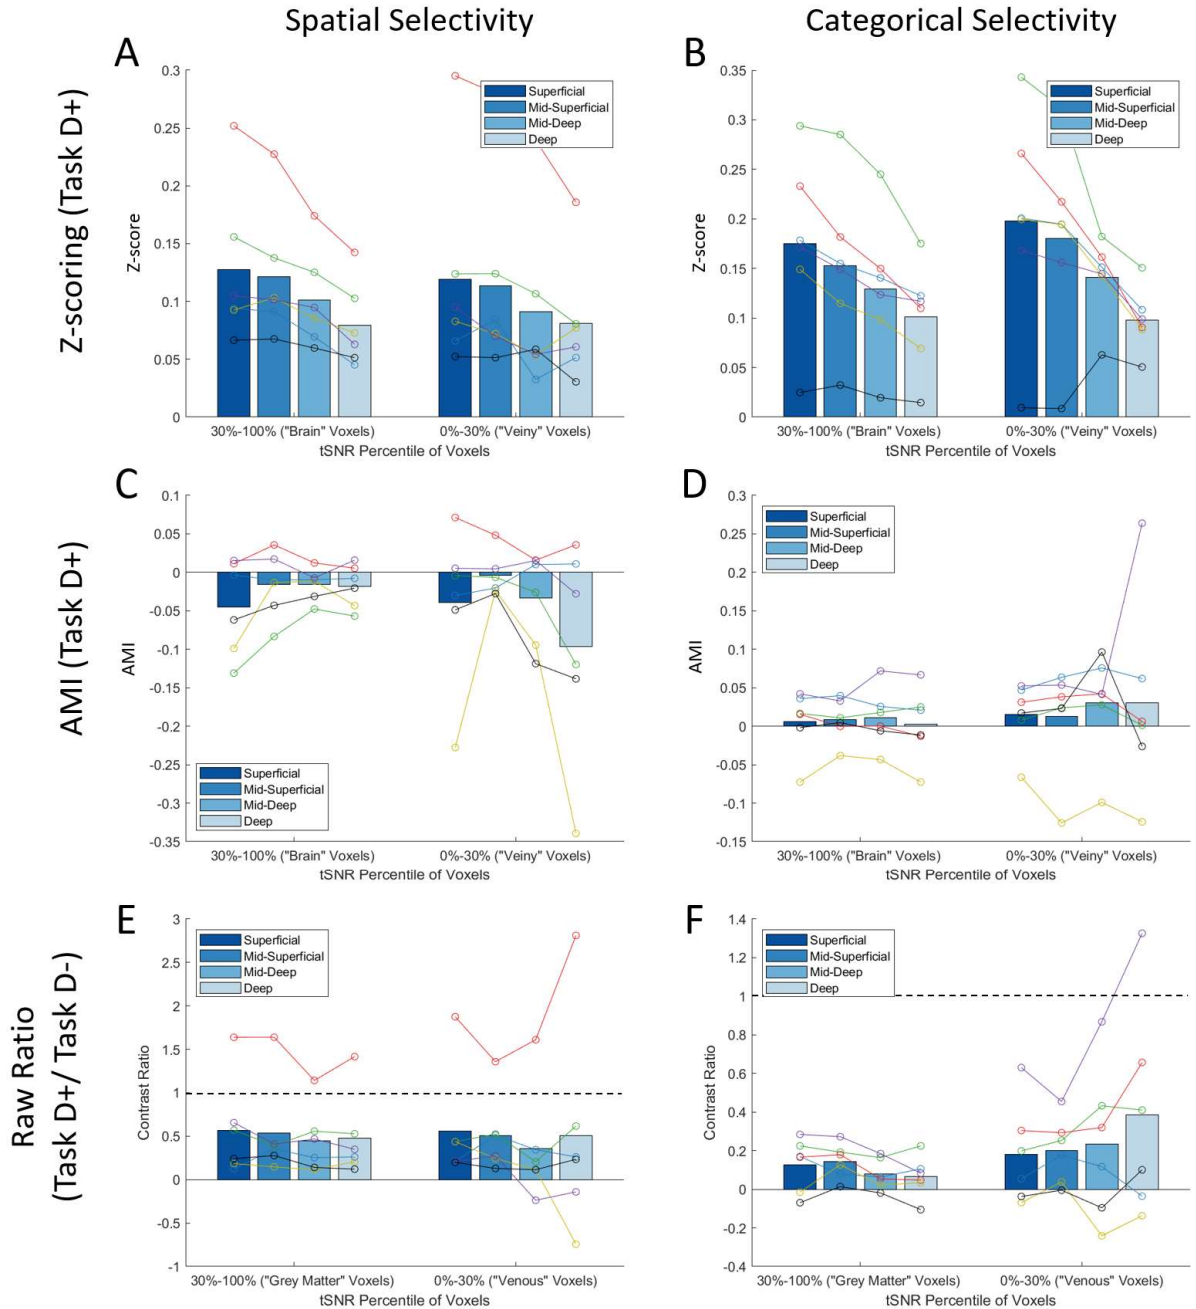 Spatial Selectivity
Categorical Selectivity
Z-scoring (Task D+)
A
Z-score
0.3
0.25
0.2
0.15
0.1
0.05
0
Superficial
Mid-Superficial
Mid-Deep
Deep
30%-100% ("Brain" Voxels)
0%-30% ("Veiny" Voxels)
tSNR Percentile of Voxels
B
Z-score
0.35
0.3
0.25
0.2
0.15
0.1
0.05
0
Superficial
Mid-Superficial
Mid-Deep
Deep
30%-100% ("Brain" Voxels)
0%-30% ("Veiny" Voxels)
tSNR Percentile of Voxels
AMI (Task D+)
C
AMI
0.1
0.05
0
-0.05
-0.1
-0.15
-0.2
-0.25
-0.3
-0.35
Superficial
Mid-Superficial
Mid-Deep
Deep
30%-100% ("Brain" Voxels)
0%-30% ("Veiny" Voxels)
tSNR Percentile of Voxels
D
AMI
0.3
0.25
0.2
0.15
0.1
0.05
0
-0.05
-0.1
-0.15
Superficial
Mid-Superficial
Mid-Deep
Deep
30%-100% ("Brain" Voxels)
0%-30% ("Veiny" Voxels)
tSNR Percentile of Voxels
Raw Ratio
(Task D+/ Task D-)
E
Contrast Ratio
3
2.5
2
1.5
1
0.5
0
-0.5
-1
Superficial
Mid-Superficial
Mid-Deep
Deep
30%-100% ("Grey Matter" Voxels)
0%-30% ("Venous" Voxels)
tSNR Percentile of Voxels
F
Contrast Ratio
1.4
1.2
1
0.8
0.6
0.4
0.2
0
-0.2
-0.4
Superficial
Mid-Superficial
Mid-Deep
Deep
30%-100% ("Grey Matter" Voxels)
0%-30% ("Venous" Voxels)
tSNR Percentile of Voxels